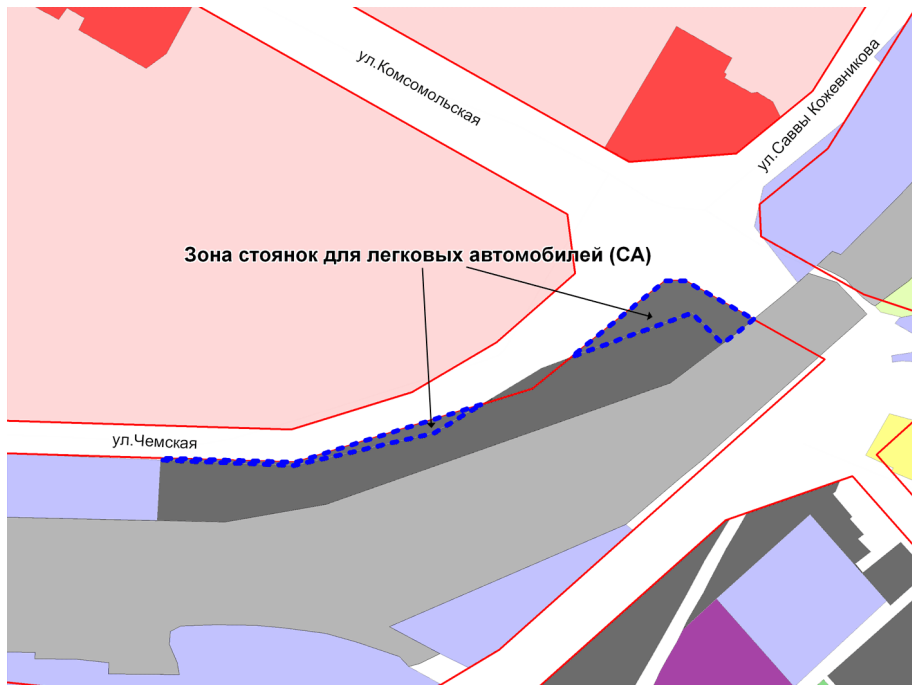 ул.Комсомольская
ул.Саввы Кожевникова
Зона стоянок для легковых автомобилей (СА)
ул.Чемская